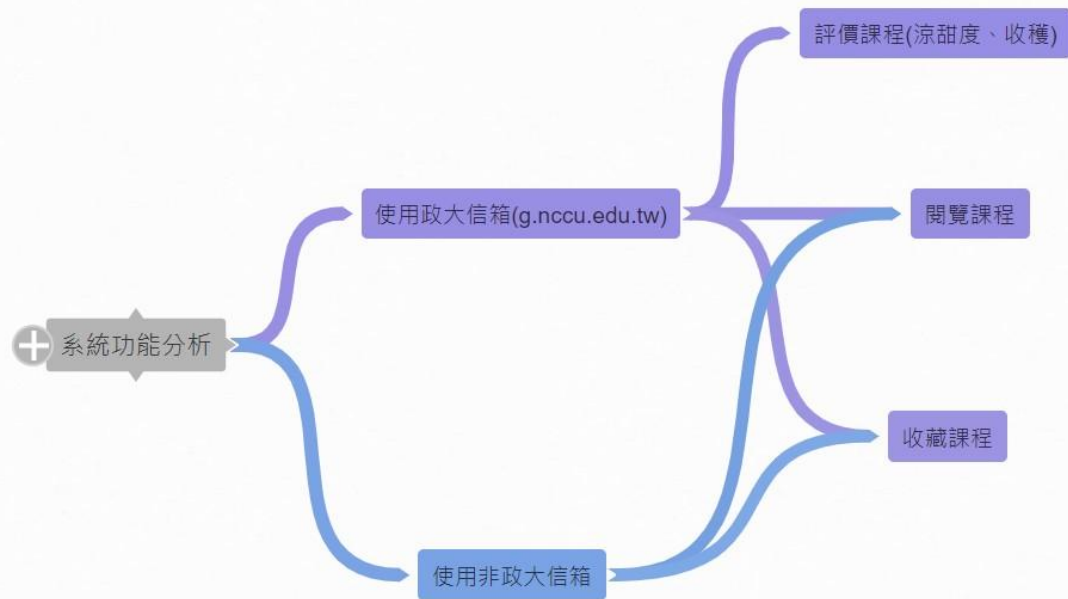 評價課程(涼甜度、收穫)
使用政大信箱(g.nccu.edu.tw)
閱覽課程
系統功能分析
收藏課程
使用非政大信箱